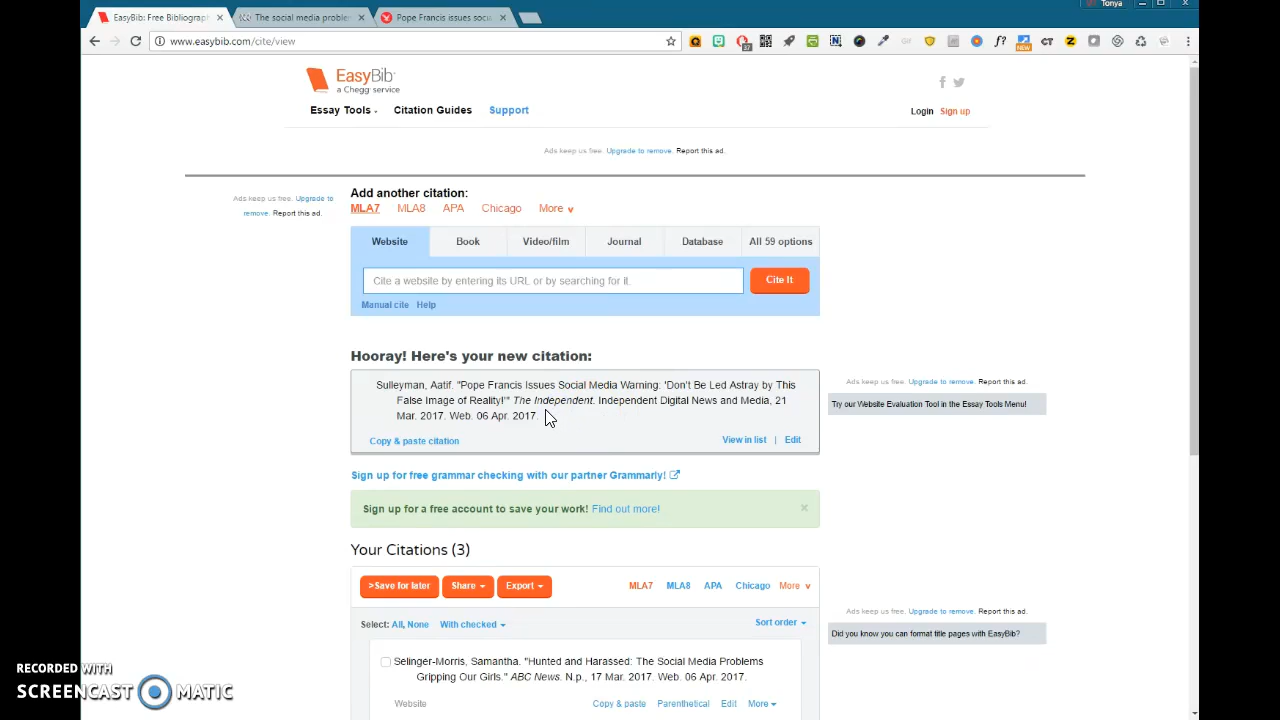 Tonya
EasyBib: Free Bibliograph × The social media problem × Pope Francis issues soci ×
www.easybib.com/cite/view
37
NEW
EasyBib
a Chegg service
Essay Tools Citation Guides Support
Login Sign up
Ads keep us free. Upgrade to remove. Report this ad.
Ads keep us free. Upgrade to
remove. Report this ad.
Add another citation:
MLA7 MLA8 APA Chicago More
Website Book Video/film Journal Database All 59 options
Cite a website by entering its URL or by searching for it. Cite It
Manual cite Help
Hooray! Here's your new citation:
Sulleyman, Aatif. "Pope Francis Issues Social Media Warning: 'Don't Be Led Astray by This
False Image of Reality!'" The Independent. Independent Digital News and Media, 21
Mar. 2017. Web. 06 Apr. 2017.
Copy & paste citation View in list | Edit
Ads keep us free. Upgrade to remove. Report this ad.
Try our Website Evaluation Tool in the Essay Tools Menu!
Sign up for free grammar checking with our partner Grammarly!
Sign up for a free account to save your work! Find out more! ×
Your Citations (3)
>Save for later Share Export MLA7 MLA8 APA Chicago More
Ads keep us free. Upgrade to remove. Report this ad.
Did you know you can format title pages with EasyBib?
Select: All, None With checked Sort order
Selinger-Morris, Samantha. "Hunted and Harassed: The Social Media Problems
Gripping Our Girls." ABC News. N.p., 17 Mar. 2017. Web. 06 Apr. 2017.
Website Copy & paste Parenthetical Edit More
RECORDED WITH
SCREENCAST MATIC